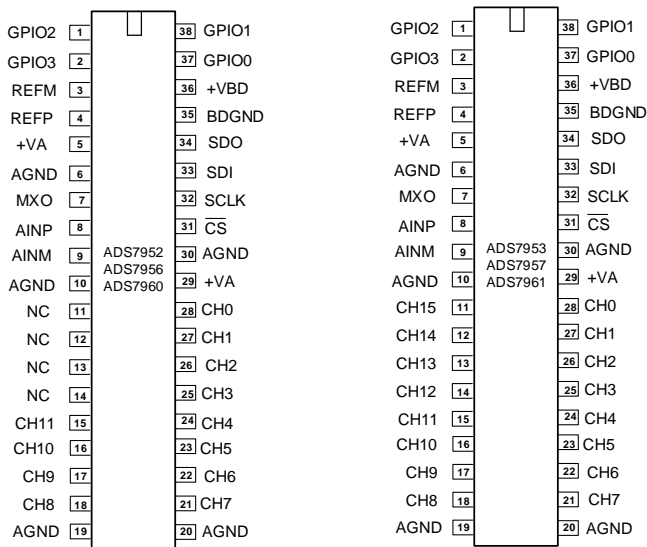 GPIO2 1 38 GPIO1
GPIO3 2 37 GPIO0
REFM 3 36 +VBD
REFP 4 35 BDGND
+VA 5 34 SDO
AGND 6 33 SDI
MXO 7 32 SCLK
AINP 8 31 CS
AINM 9 30 AGND
AGND 10 29 +VA
NC 11 28 CH0
NC 12 27 CH1
NC 13 26 CH2
NC 14 25 CH3
CH11 15 24 CH4
CH10 16 23 CH5
CH9 17 22 CH6
CH8 18 21 CH7
AGND 19 20 AGND
ADS7952
ADS7956
ADS7960
GPIO2 1 38 GPIO1
GPIO3 2 37 GPIO0
REFM 3 36 +VBD
REFP 4 35 BDGND
+VA 5 34 SDO
AGND 6 33 SDI
MXO 7 32 SCLK
AINP 8 31 CS
AINM 9 30 AGND
AGND 10 29 +VA
CH15 11 28 CH0
CH14 12 27 CH1
CH13 13 26 CH2
CH12 14 25 CH3
CH11 15 24 CH4
CH10 16 23 CH5
CH9 17 22 CH6
CH8 18 21 CH7
AGND 19 20 AGND
ADS7953
ADS7957
ADS7961